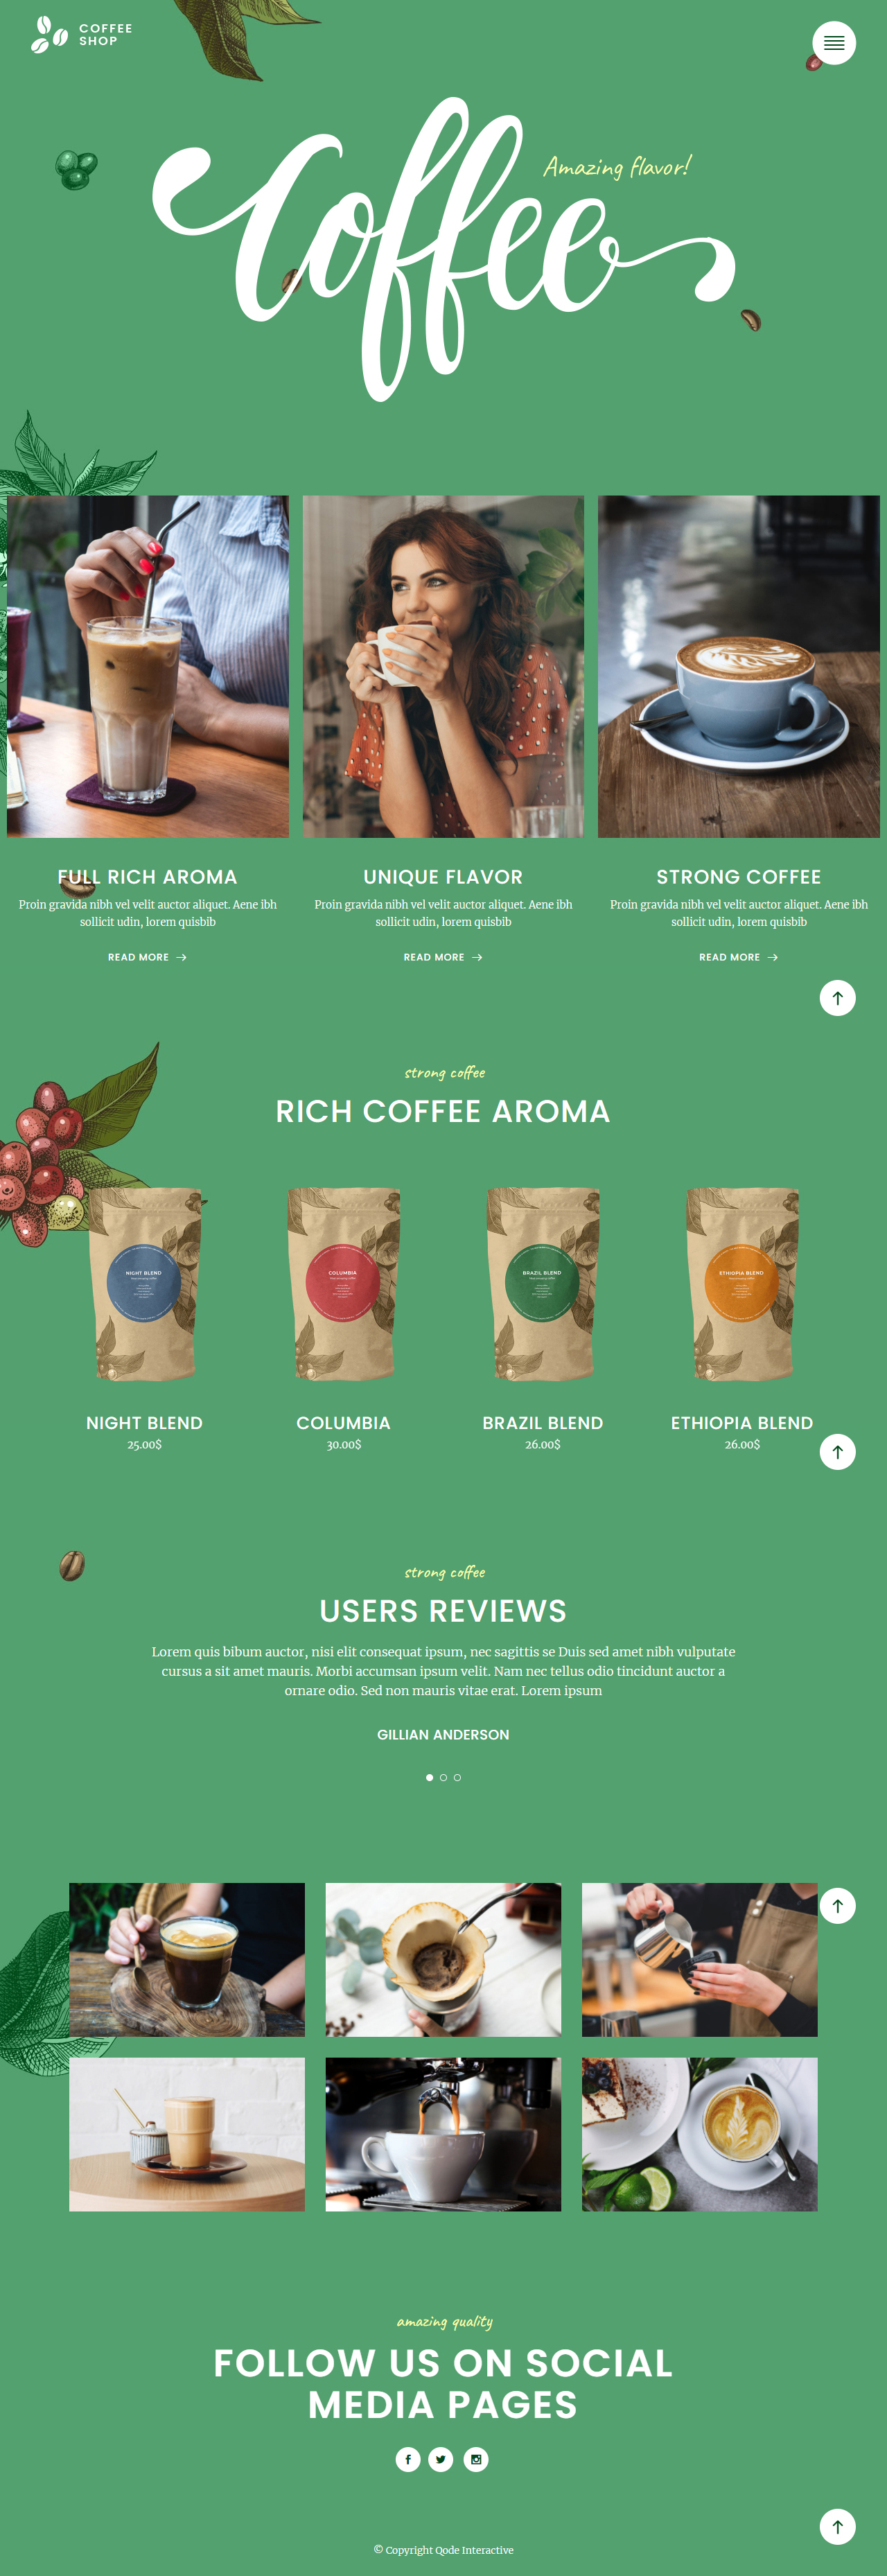 COFFEE
SHOP
Amazing flavor!
Coffee
FULL RICH AROMA
Proin gravida nibh vel velit auctor aliquet. Aene ibh
sollicit udin, lorem quisbib
READ MORE →
UNIQUE FLAVOR
Proin gravida nibh vel velit auctor aliquet. Aene ibh
sollicit udin, lorem quisbib
READ MORE →
STRONG COFFEE
Proin gravida nibh vel velit auctor aliquet. Aene ibh
sollicit udin, lorem quisbib
READ MORE →
strong coffee
RICH COFFEE AROMA
NIGHT BLEND
COLUMBIA
BRAZIL BLEND
ETHIOPIA BLEND
NIGHT BLEND
25.00$
COLUMBIA
30.00$
BRAZIL BLEND
26.00$
ETHIOPIA BLEND
26.00$
strong coffee
USERS REVIEWS
Lorem quis bibum auctor, nisi elit consequat ipsum, nec sagittis se Duis sed amet nibh vulputate
cursus a sit amet mauris. Morbi accumsan ipsum velit. Nam nec tellus odio tincidunt auctor a
ornare odio. Sed non mauris vitae erat. Lorem ipsum
GILLIAN ANDERSON
amazing quality
FOLLOW US ON SOCIAL
MEDIA PAGES
© Copyright Qode Interactive